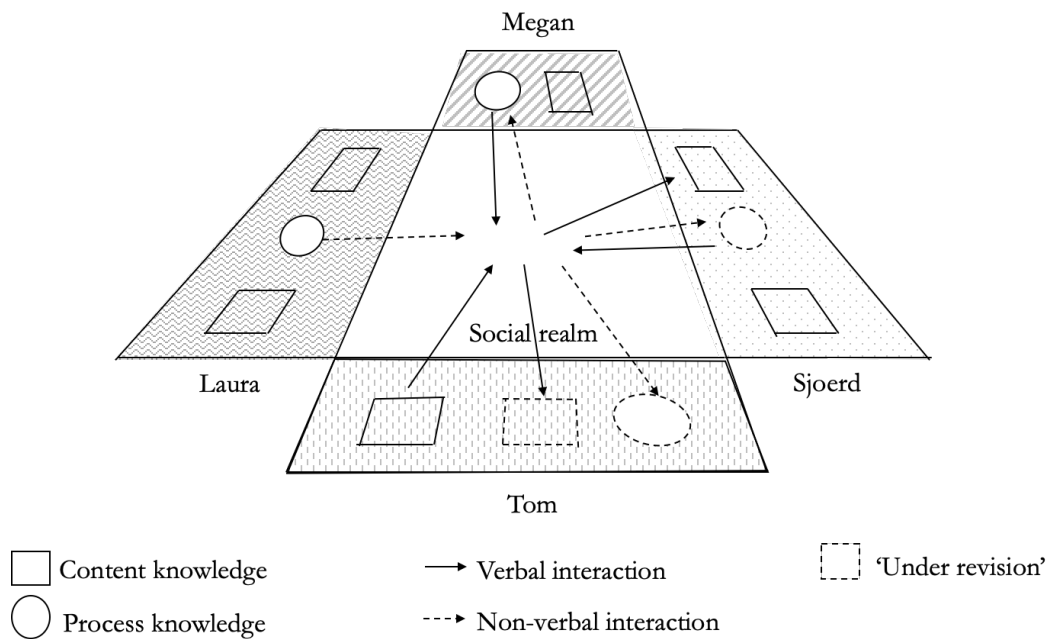 Megan
Social realm
Laura
Sjoerd
Tom
Content knowledge
Verbal interaction
'Under revision'
Process knowledge
Non-verbal interaction